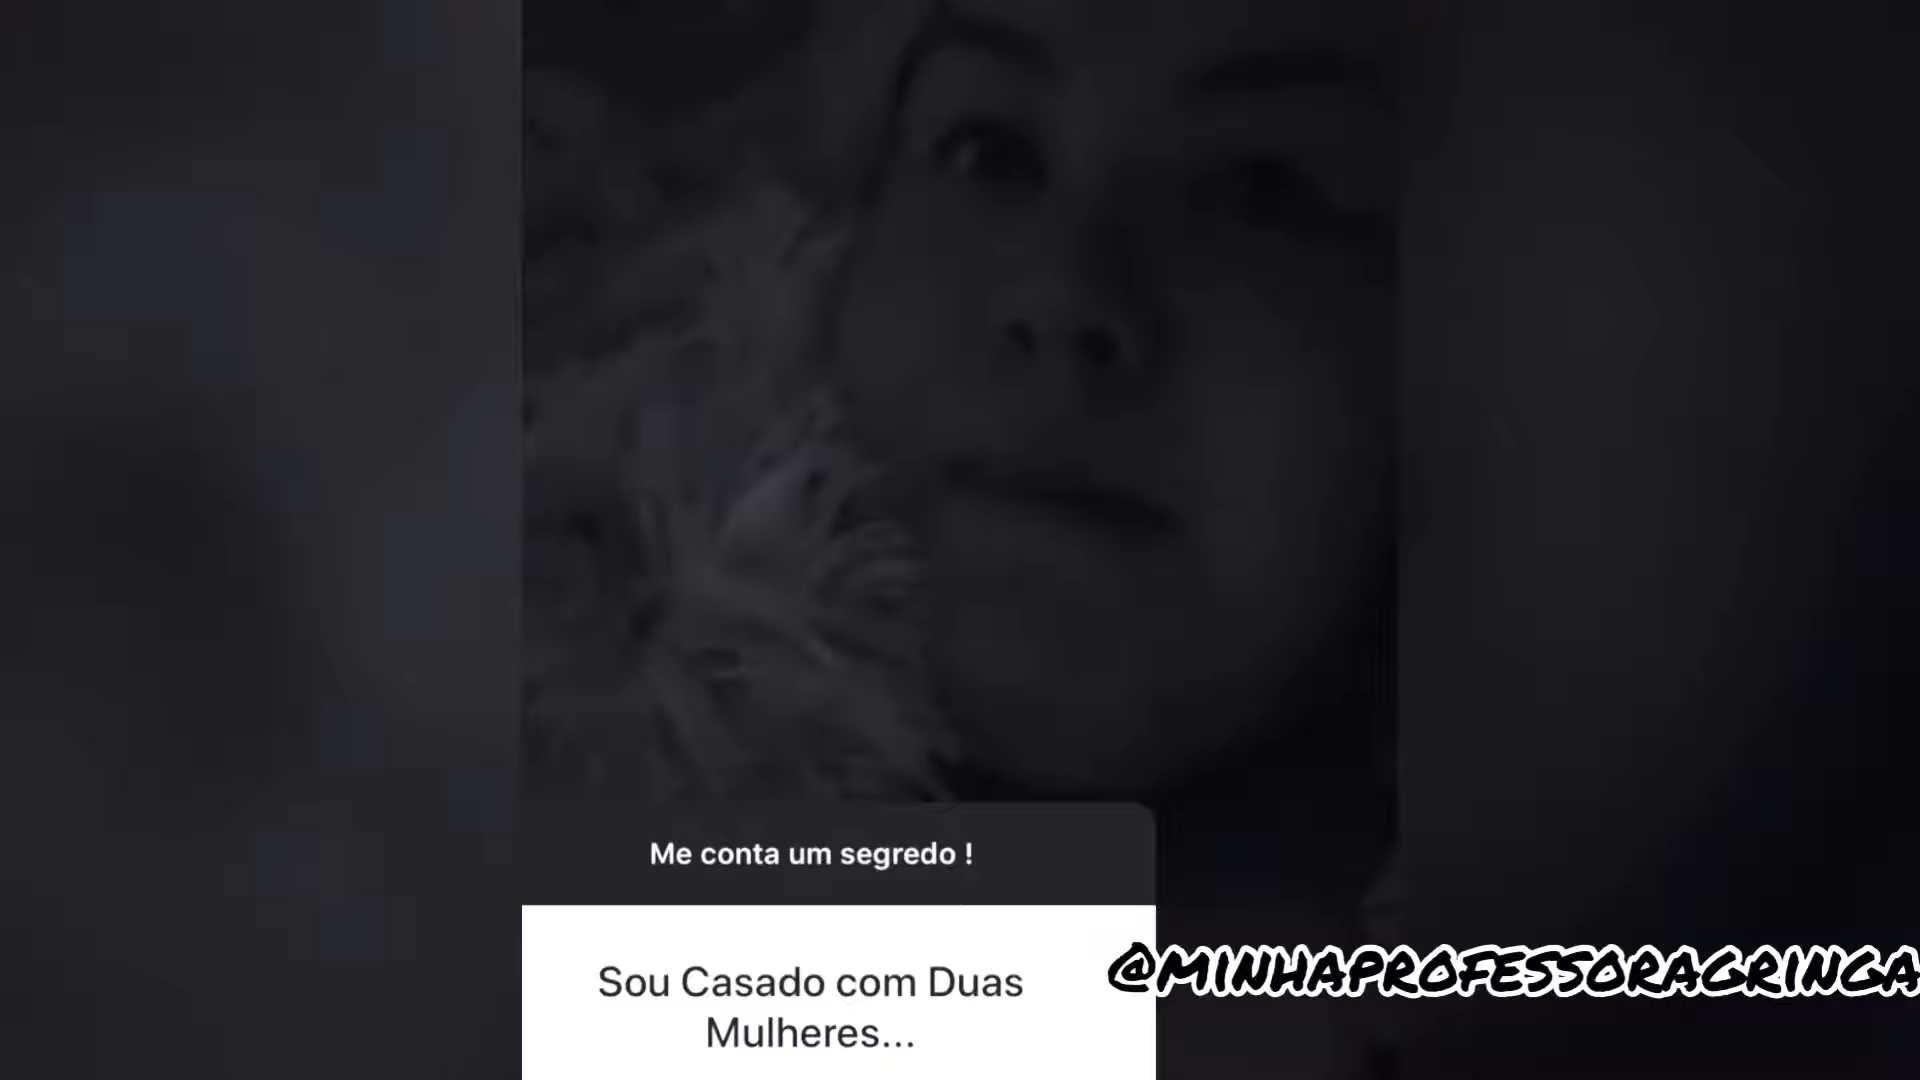 Me conta um segredo !
Sou Casado com Duas
Mulheres...
@MINHAPROFESSORAGRINGA